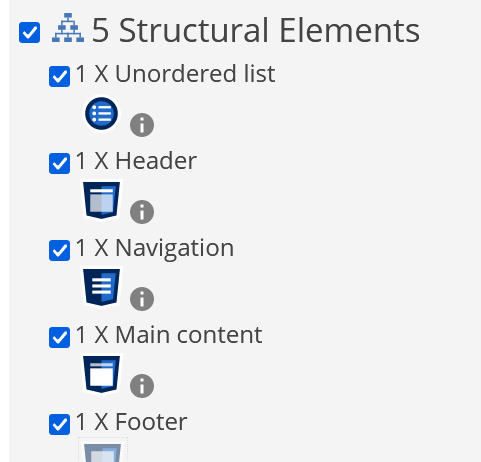 5 Structural Elements
1 X Unordered list
1 X Header
1 X Navigation
1 X Main content
1 X Footer